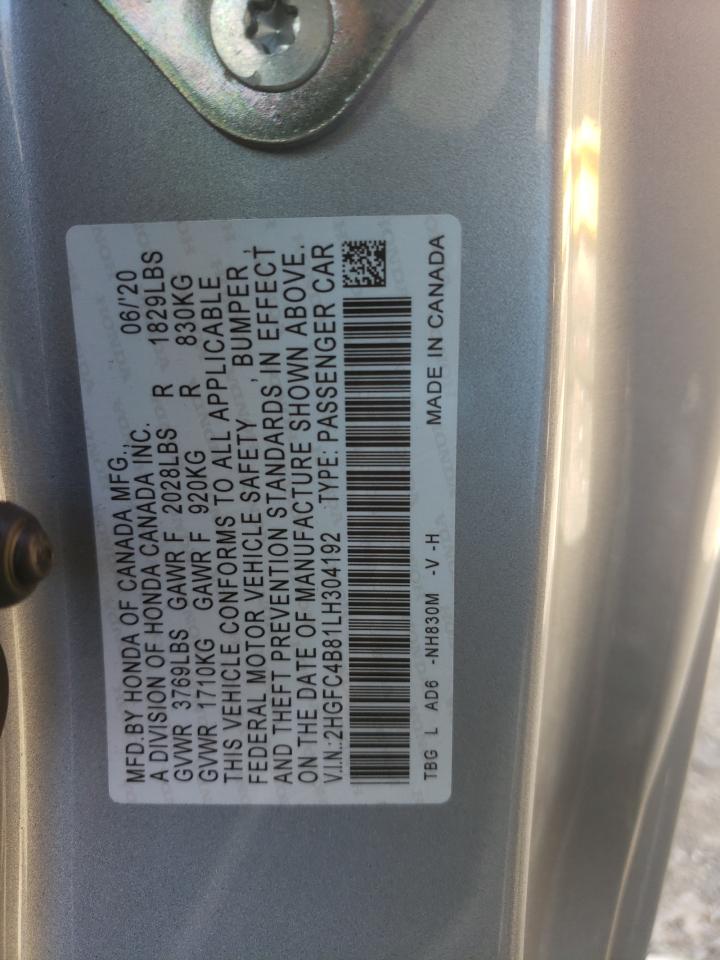 MFD.BY HONDA OF CANADA MFG., 06/'20
A DIVISION OF HONDA CANADA INC.
GVWR 3769LBS GAWR F 2028LBS R 1829LBS
GVWR 1710KG GAWR F 920KG R 830KG
THIS VEHICLE CONFORMS TO ALL APPLICABLE
FEDERAL MOTOR VEHICLE SAFETY, BUMPER,
AND THEFT PREVENTION STANDARDS, IN EFFECT
ON THE DATE OF MANUFACTURE SHOWN ABOVE.
V.I.N.:2HGFC4B81LH304192 TYPE: PASSENGER CAR
TBG L AD6 -NH830M -V -H MADE IN CANADA